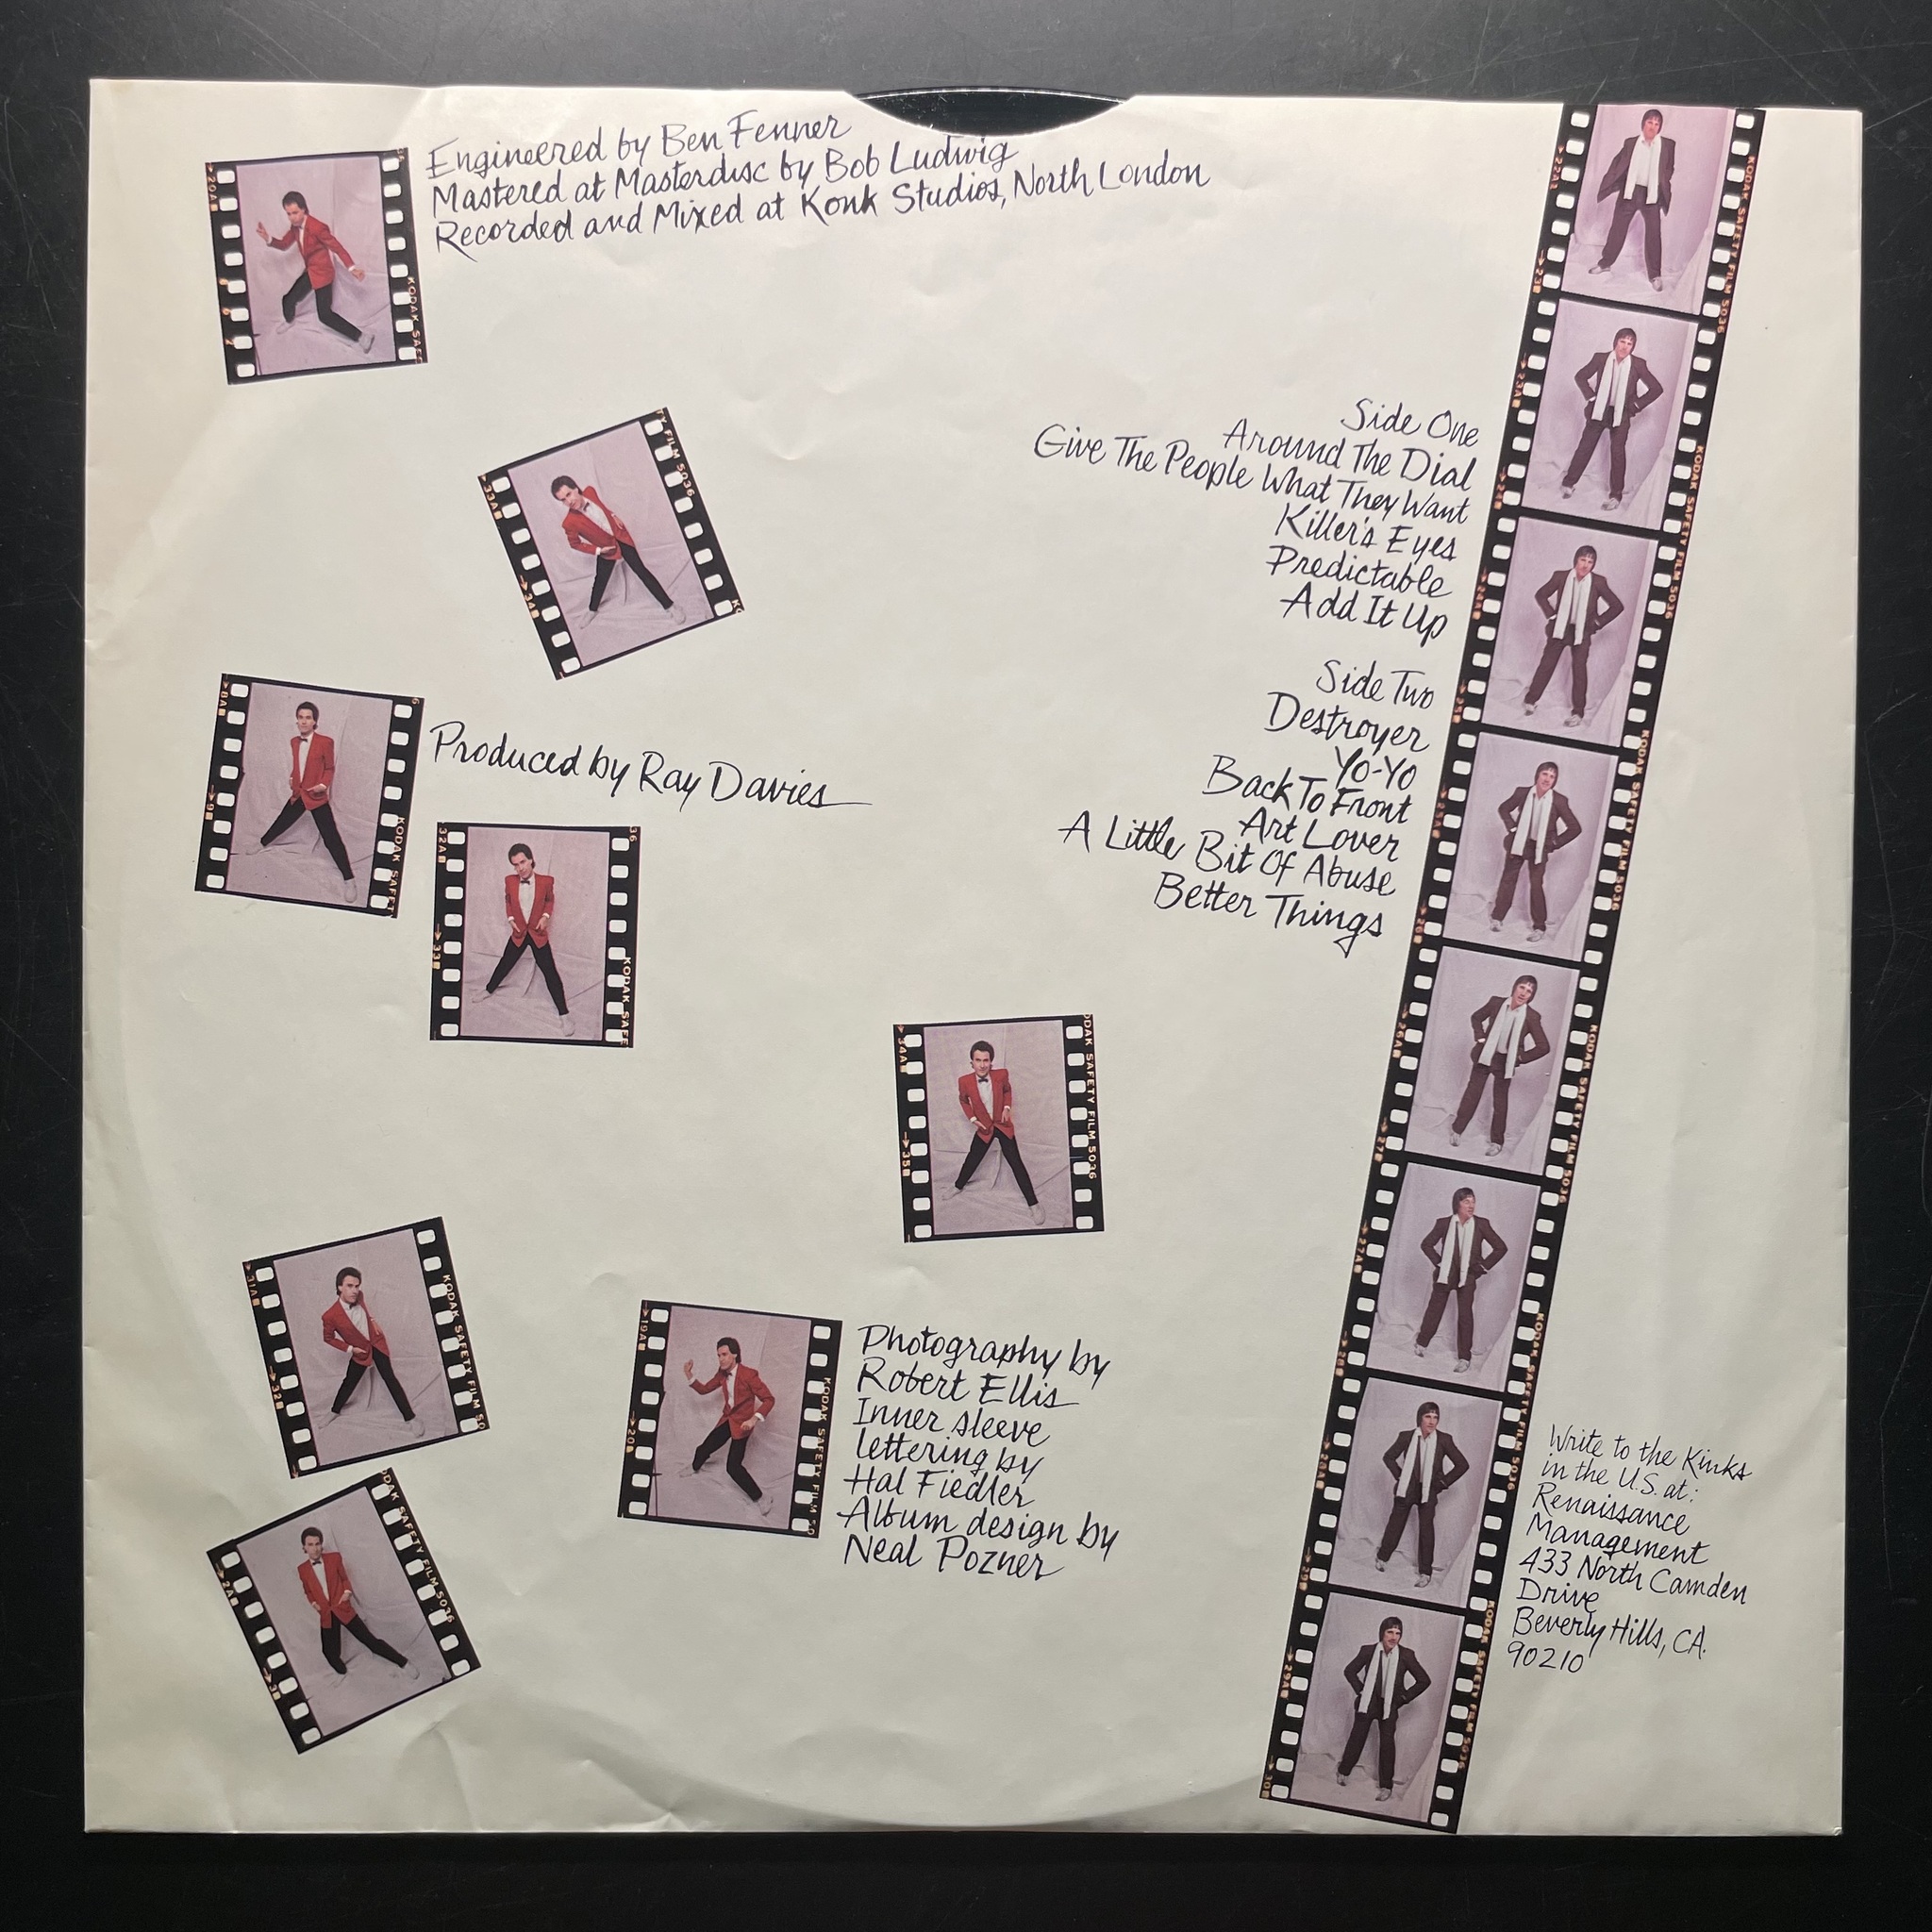 Engineered by Ben Fenner
Mastered at Masterdisc by Bob Ludwig
Recorded and Mixed at Konk Studios, North London
Side One
Around The Dial
Give The People What They Want
Killer's Eyes
Predictable
Add It Up
Side Two
Destroyer
Yo-Yo
Back To Front
Art Lover
A Little Bit Of Abuse
Better Things
Produced by Ray Davies
Photography by
Robert Ellis
Inner sleeve
lettering by
Hal Fiedler
Album design by
Neal Pozner
Write to the Kinks
in the U.S. at:
Renaissance
Management
433 North Camden
Drive
Beverly Hills, CA.
90210
KODAK SAFETY FILM 5036